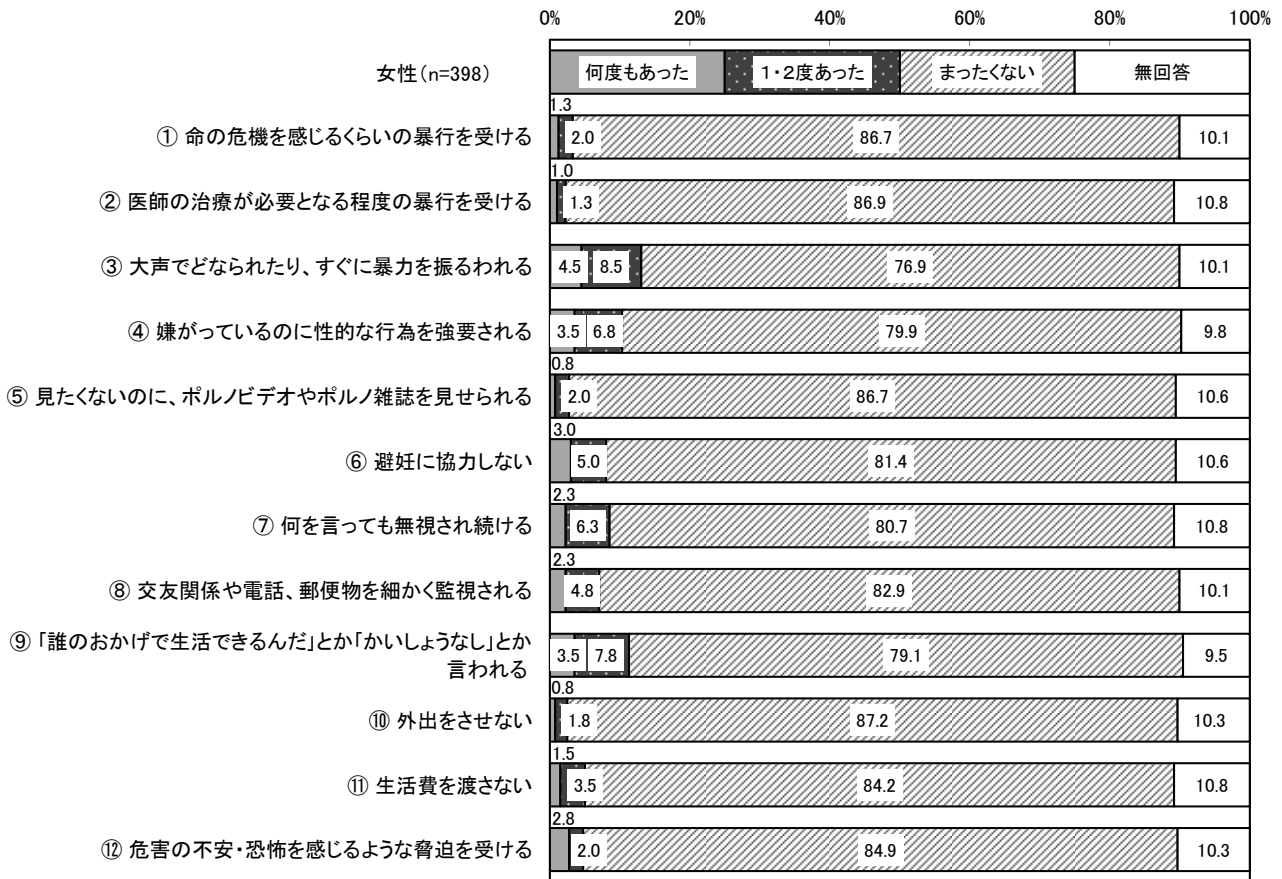 0% 20% 40% 60% 80% 100%
女性(n=398) 何度もあった 1・2度あった まったくない 無回答
1.3
① 命の危機を感じるくらいの暴行を受ける 2.0 86.7 10.1
1.0
② 医師の治療が必要となる程度の暴行を受ける 1.3 86.9 10.8
③ 大声でどなられたり、すぐに暴力を振るわれる 4.5 8.5 76.9 10.1
④ 嫌がっているのに性的な行為を強要される 3.5 6.8 79.9 9.8
0.8
⑤ 見たくないのに、ポルノビデオやポルノ雑誌を見せられる 2.0 86.7 10.6
3.0
⑥ 避妊に協力しない 5.0 81.4 10.6
2.3
⑦ 何を言っても無視され続ける 6.3 80.7 10.8
2.3
⑧ 交友関係や電話、郵便物を細かく監視される 4.8 82.9 10.1
⑨ 「誰のおかげで生活できるんだ」とか「かいしょうなし」とか
言われる 3.5 7.8 79.1 9.5
0.8
⑩ 外出をさせない 1.8 87.2 10.3
1.5
⑪ 生活費を渡さない 3.5 84.2 10.8
2.8
⑫ 危害の不安・恐怖を感じるような脅迫を受ける 2.0 84.9 10.3